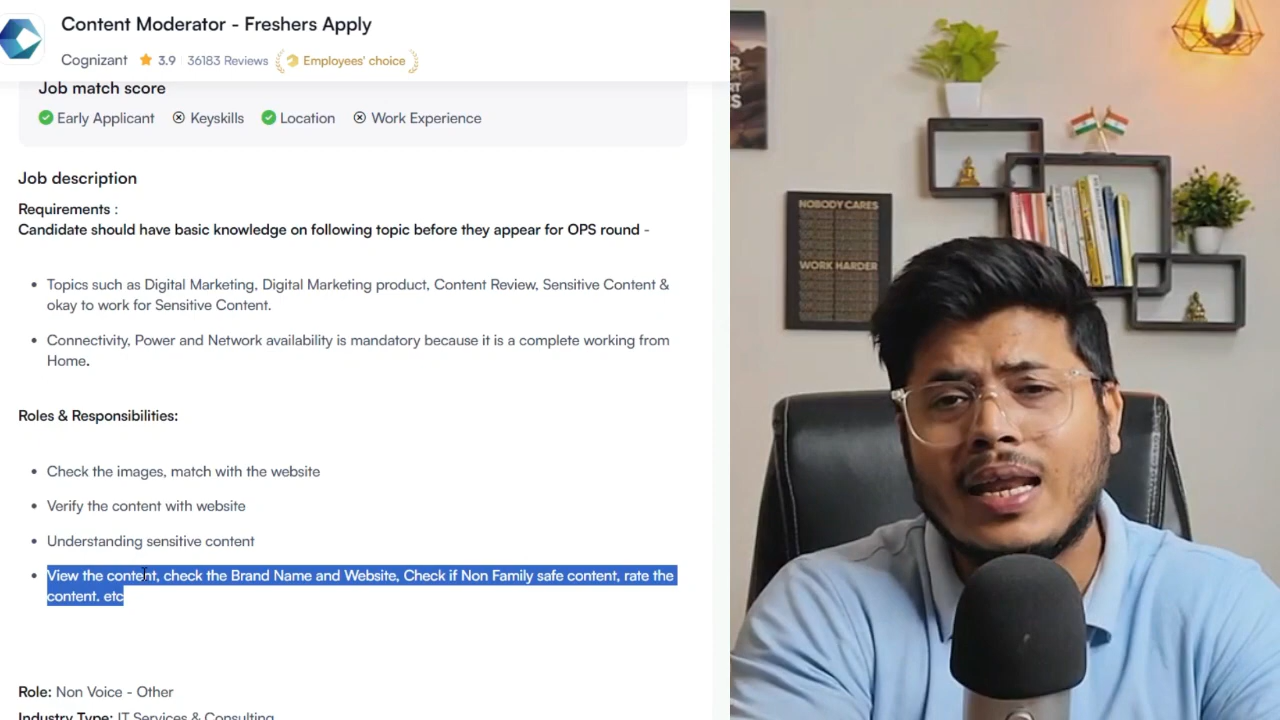 Content Moderator - Freshers Apply
Cognizant 3.9 36183 Reviews Employees' choice
Job match score
Early Applicant Keyskills Location Work Experience
Job description
Requirements :
Candidate should have basic knowledge on following topic before they appear for OPS round -
Topics such as Digital Marketing, Digital Marketing product, Content Review, Sensitive Content &
okay to work for Sensitive Content.
Connectivity, Power and Network availability is mandatory because it is a complete working from
Home.
Roles & Responsibilities:
Check the images, match with the website
Verify the content with website
Understanding sensitive content
View the content, check the Brand Name and Website, Check if Non Family safe content, rate the
content. etc
Role: Non Voice - Other
Industry Type: IT Services & Consulting
NOBODY CARES
WORK HARDER